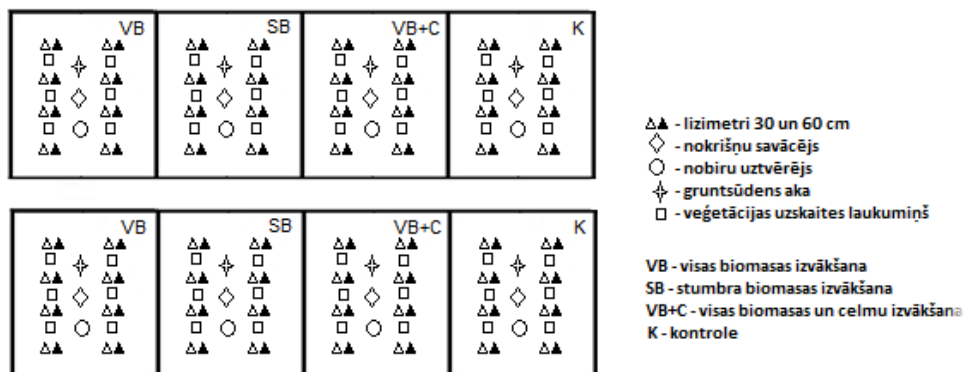 VB SB VB+C K
VB SB VB+C K
- lizimetri 30 un 60 cm
- nokrišņu savācējs
- nobiru uztvērējs
- gruntsūdens aka
- veģetācijas uzskaites laukumiņš
VB - visas biomasas izvākšana
SB - stumbra biomasas izvākšana
VB+C - visas biomasas un celmu izvākšana
K - kontrole